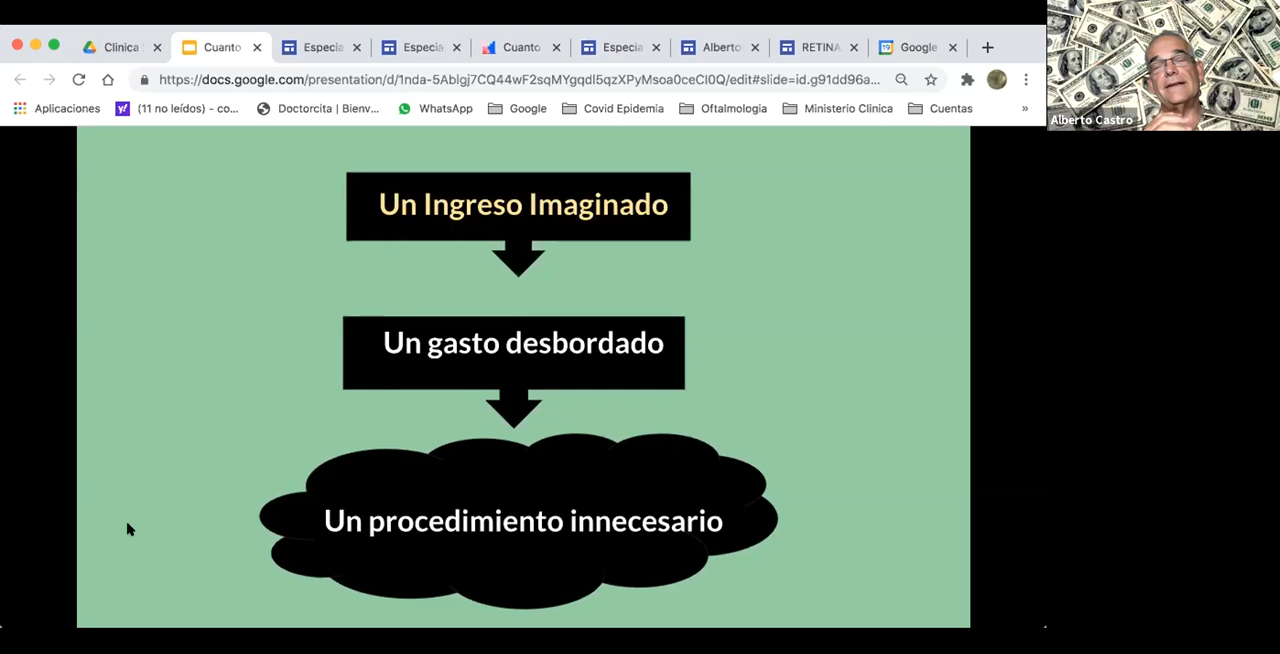 Clinica
Cuanto
Especia
Especia
Cuanto
Especia
Alberto
RETINA
Google
https://docs.google.com/presentation/d/1nda-5Ablgj7CQ44wF2sqMYgqdl5qzXPyMsoa0ceCl0Q/edit#slide=id.g91dd96a...
Aplicaciones
(11 no leídos) - co...
Doctorcita | Bienv...
WhatsApp
Google
Covid Epidemia
Oftalmologia
Ministerio Clinica
Cuentas
»
Alberto Castro
Un Ingreso Imaginado
Un gasto desbordado
Un procedimiento innecesario